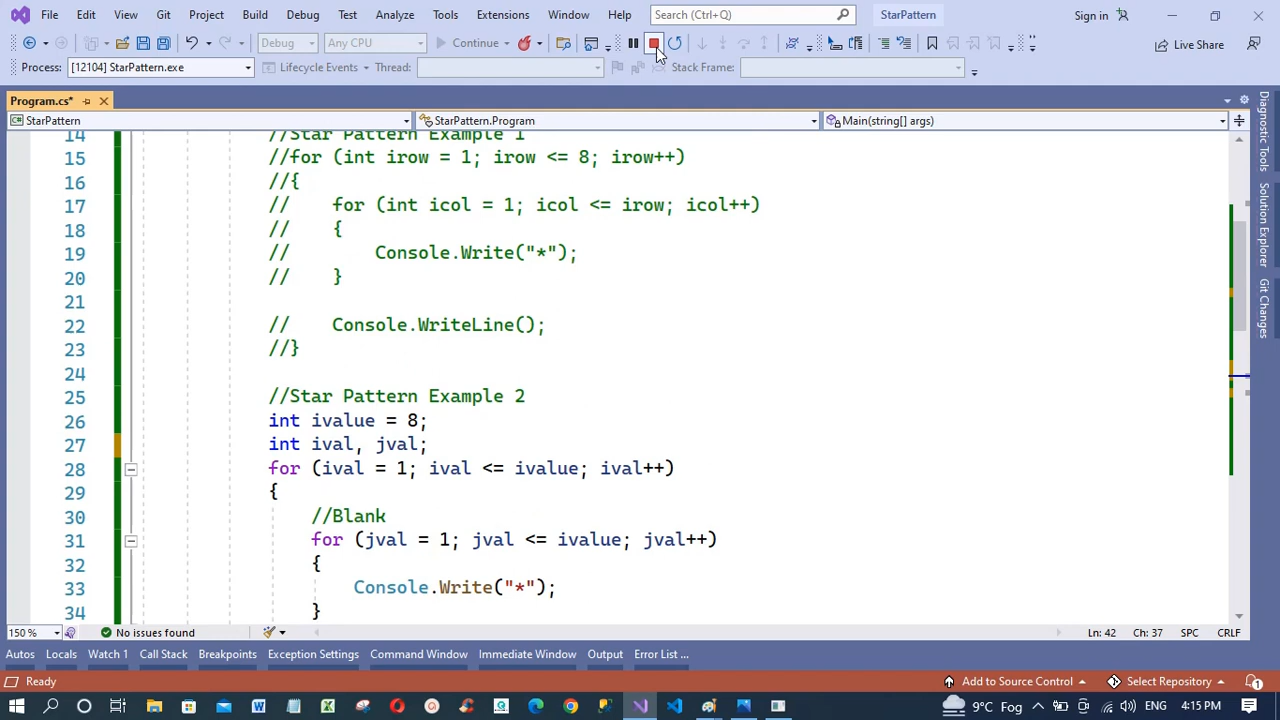 File Edit View Git Project Build Debug Test Analyze Tools Extensions Window Help Search (Ctrl+Q) StarPattern Sign in
Debug Any CPU Continue Live Share
Process: [12104] StarPattern.exe Lifecycle Events Thread: Stack Frame:
Program.cs*
StarPattern StarPattern.Program Main(string[] args)
14 //Star Pattern Example 1
15 //for (int irow = 1; irow <= 8; irow++)
16 //{
17 // for (int icol = 1; icol <= irow; icol++)
18 // {
19 // Console.Write("*");
20 // }
21
22 // Console.WriteLine();
23 //}
24
25 //Star Pattern Example 2
26 int ivalue = 8;
27 int ival, jval;
28 for (ival = 1; ival <= ivalue; ival++)
29 {
30 //Blank
31 for (jval = 1; jval <= ivalue; jval++)
32 {
33 Console.Write("*");
34 }
Diagnostic Tools
Solution Explorer
Git Changes
150 % No issues found Ln: 42 Ch: 37 SPC CRLF
Autos Locals Watch 1 Call Stack Breakpoints Exception Settings Command Window Immediate Window Output Error List ...
Ready Add to Source Control Select Repository 1
9°C Fog ENG 4:15 PM